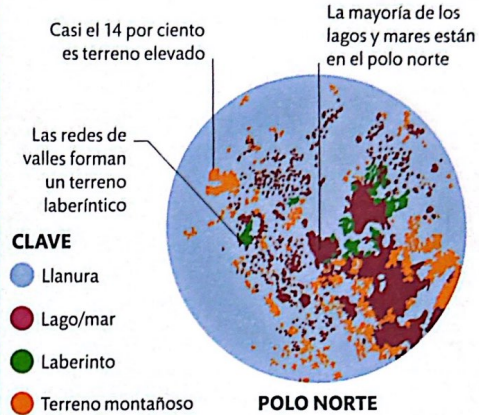 Casi el 14 por ciento
es terreno elevado
La mayoría de los
lagos y mares están
en el polo norte
Las redes de
valles forman
un terreno
laberíntico
CLAVE
Llanura
Lago/mar
Laberinto
Terreno montañoso
POLO NORTE